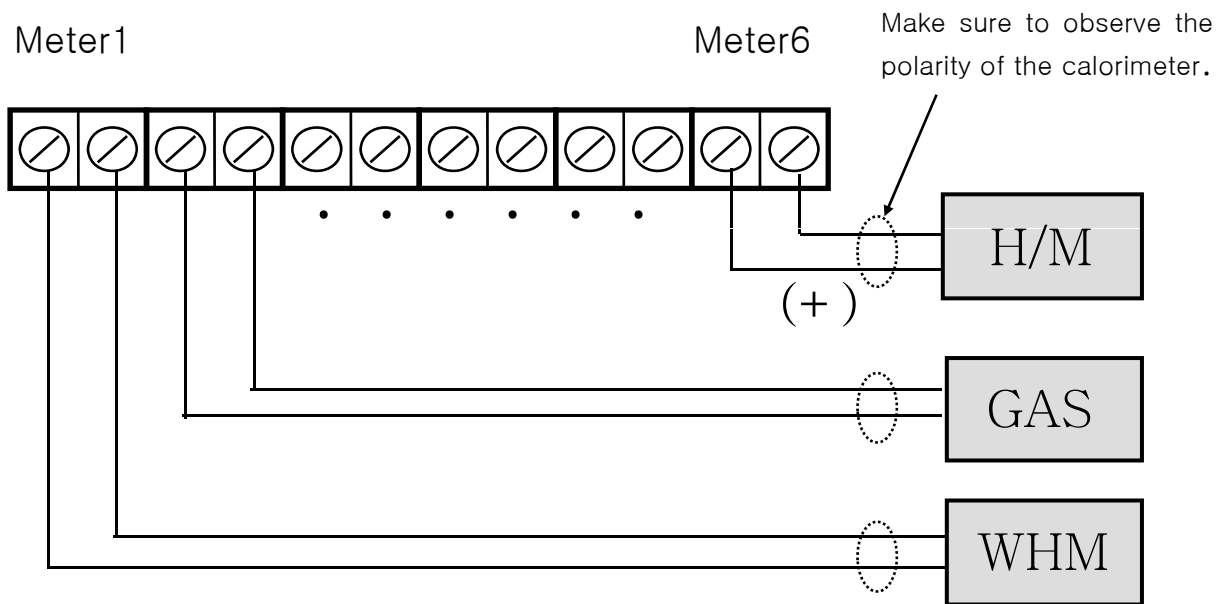 Meter1
Meter6
Make sure to observe the
polarity of the calorimeter.
H/M
(+ )
GAS
WHM